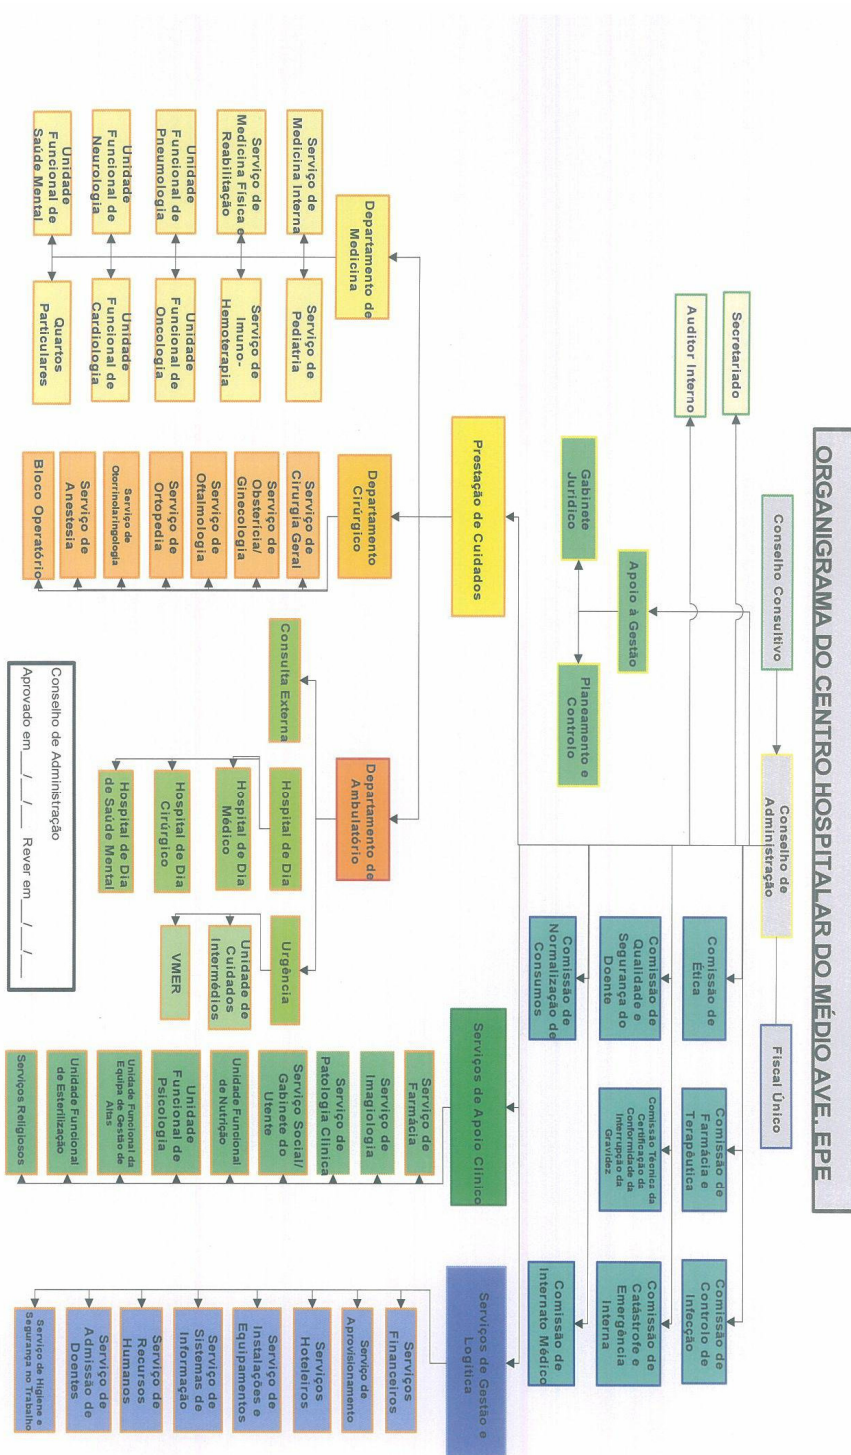 ORGANIGRAMA DO CENTRO HOSPITALAR DO MÉDIO AVE, EPE
Conselho Consultivo
Conselho de
Administração
Fiscal Único
Secretariado
Auditor Interno
Apoio à Gestão
Gabinete
Jurídico
Planeamento e
Controlo
Comissão de
Ética
Comissão de
Farmácia e
Terapêutica
Comissão de
Controlo de
Infecção
Comissão de
Qualidade e
Segurança do
Doente
Comissão Técnica da
Certificação da
Conformidade da
Interrupção da
Gravidez
Comissão de
Catástrofe e
Emergência
Interna
Comissão de
Normalização de
Consumos
Comissão de
Internato Médico
Prestação de Cuidados
Serviços de Apoio Clínico
Serviços de Gestão e
Logítica
Departamento de
Medicina
Departamento
Cirúrgico
Departamento de
Ambulatório
Serviço de
Medicina Interna
Serviço de
Pediatria
Serviço de
Medicina Física e
Reabilitação
Serviço de
Imuno-
Hemoterapia
Unidade
Funcional de
Pneumologia
Unidade
Funcional de
Oncologia
Unidade
Funcional de
Neurologia
Unidade
Funcional de
Cardiologia
Unidade
Funcional de
Saúde Mental
Quartos
Particulares
Serviço de
Cirurgia Geral
Serviço de
Obsterícia/
Ginecologia
Serviço de
Oftalmologia
Serviço de
Ortopedia
Serviço de
Otorrinolaringologia
Serviço de
Anestesia
Bloco Operatório
Consulta Externa
Hospital de Dia
Hospital de Dia
Médico
Hospital de Dia
Cirúrgico
Hospital de Dia
de Saúde Mental
Urgência
Unidade de
Cuidados
Intermédios
VMER
Serviço de
Farmácia
Serviço de
Imagiologia
Serviço de
Patologia Clinica
Serviço Social/
Gabinete do
Utente
Unidade Funcional
de Nutrição
Unidade
Funcional de
Psicologia
Unidade Funcional da
Equipa de Gestão de
Altas
Unidade Funcional
de Esterilização
Serviços Religiosos
Serviços
Financeiros
Serviço de
Aprovisionamento
Serviços
Hoteleiros
Serviço de
Instalações e
Equipamentos
Serviço de
Sistemas de
Informação
Serviço de
Recursos
Humanos
Serviço de
Admissão de
Doentes
Serviço de Higiene e
Segurança no Trabalho
Conselho de Administração
Aprovado em __/__/__ Rever em __/__/__